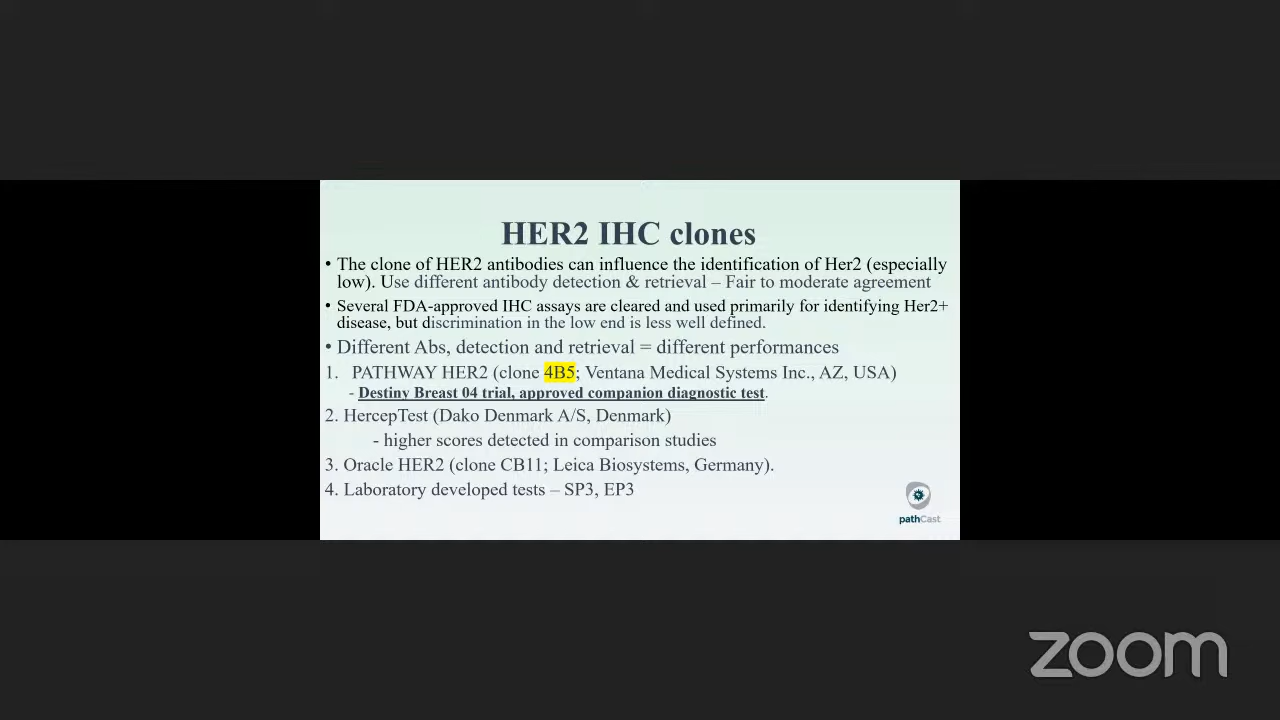 HER2 IHC clones
• The clone of HER2 antibodies can influence the identification of Her2 (especially
low). Use different antibody detection & retrieval – Fair to moderate agreement
• Several FDA-approved IHC assays are cleared and used primarily for identifying Her2+
disease, but discrimination in the low end is less well defined.
• Different Abs, detection and retrieval = different performances
1. PATHWAY HER2 (clone 4B5; Ventana Medical Systems Inc., AZ, USA)
- Destiny Breast 04 trial, approved companion diagnostic test.
2. HercepTest (Dako Denmark A/S, Denmark)
- higher scores detected in comparison studies
3. Oracle HER2 (clone CB11; Leica Biosystems, Germany).
4. Laboratory developed tests – SP3, EP3
pathCast
zoom